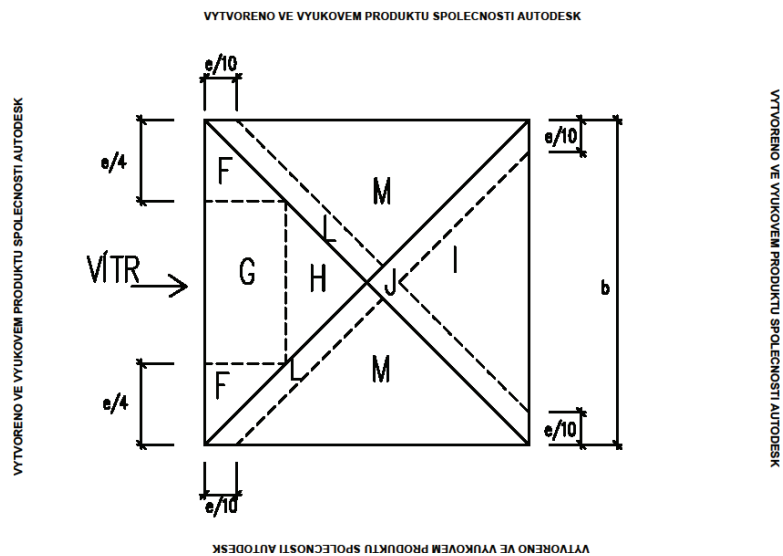 VYTVORENO VE VYUKOVEM PRODUKTU SPOLECNOSTI AUTODESK
e/10
e/4
F
M
e/10
VÍTR
G
L
H
J
I
b
F
L
M
e/4
e/10
e/10
VYTVORENO VE VYUKOVEM PRODUKTU SPOLECNOSTI AUTODESK
VYTVORENO VE VYUKOVEM PRODUKTU SPOLECNOSTI AUTODESK
VYTVORENO VE VYUKOVEM PRODUKTU SPOLECNOSTI AUTODESK